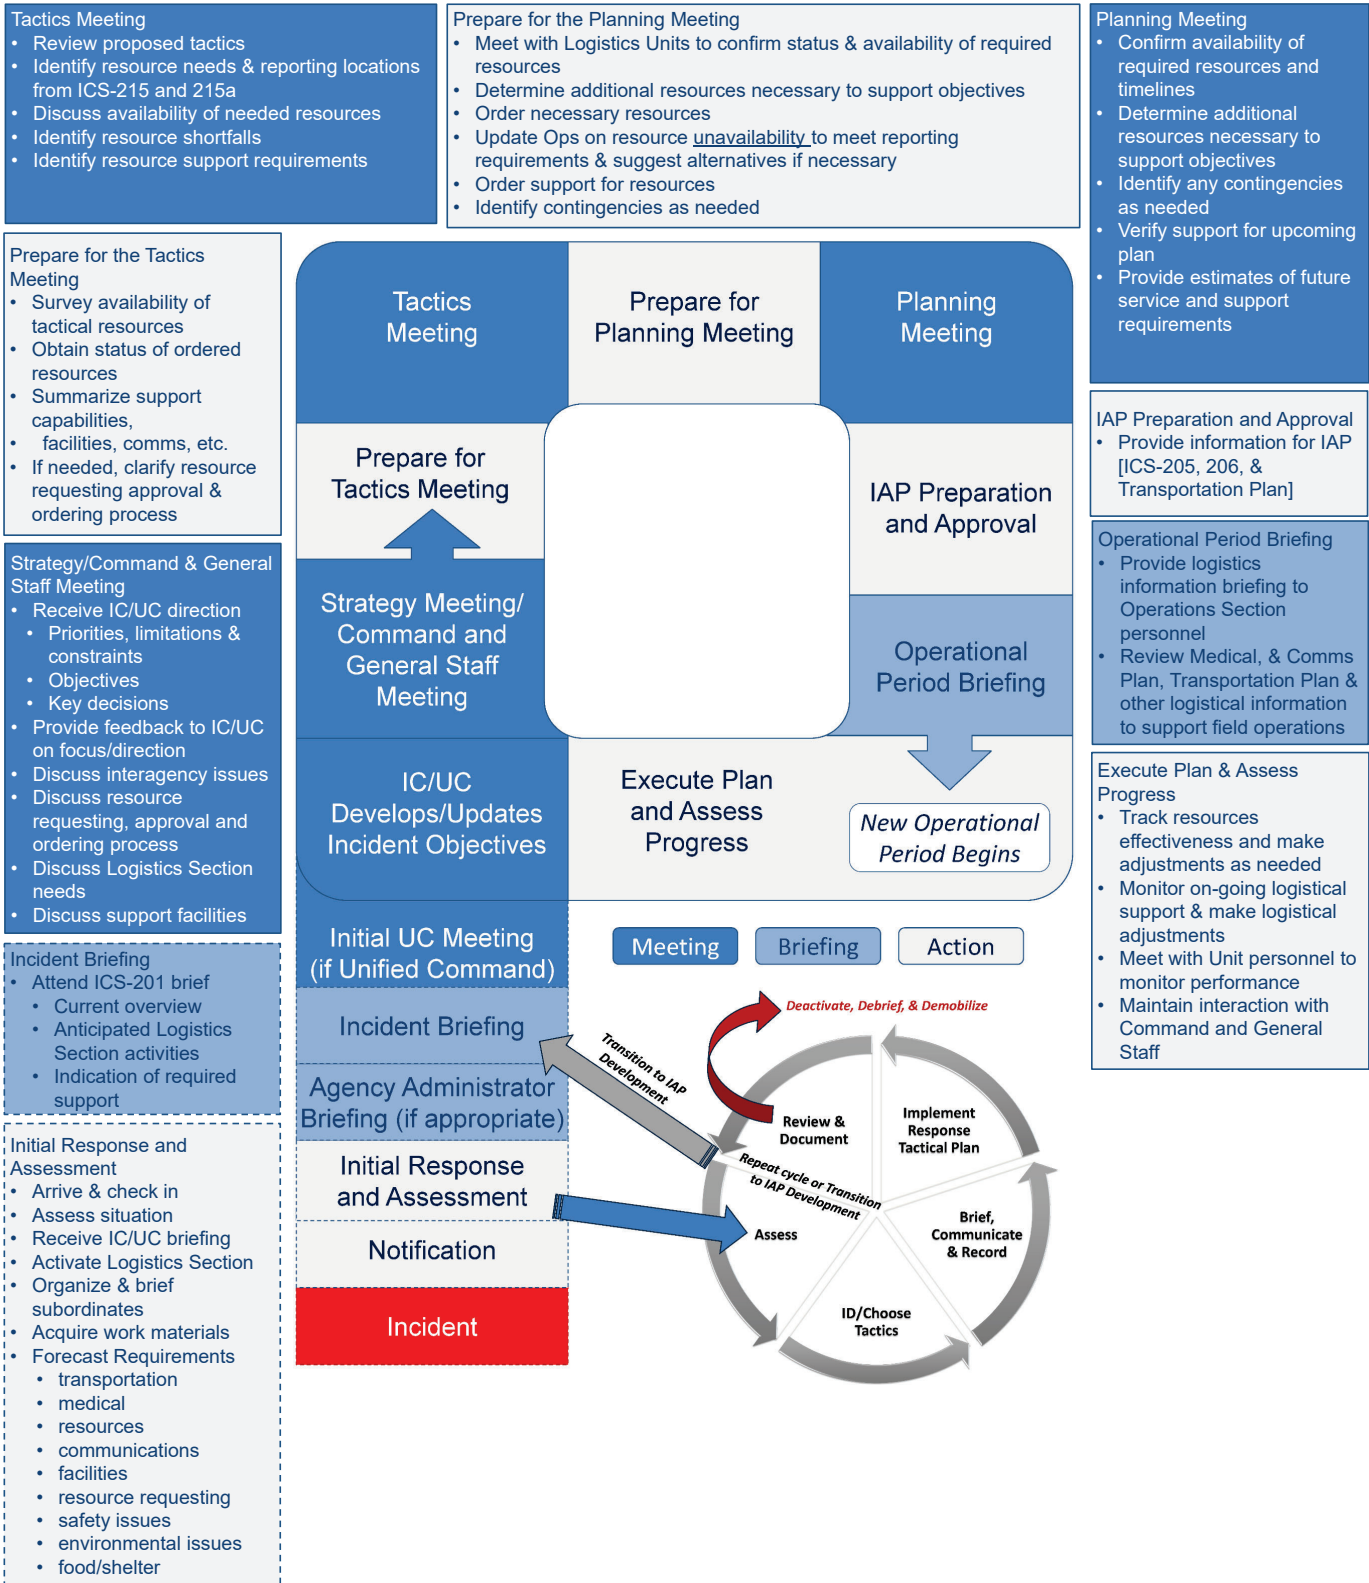 Tactics Meeting
• Review proposed tactics
• Identify resource needs & reporting locations
from ICS-215 and 215a
• Discuss availability of needed resources
• Identify resource shortfalls
• Identify resource support requirements
Prepare for the Planning Meeting
• Meet with Logistics Units to confirm status & availability of required
resources
• Determine additional resources necessary to support objectives
• Order necessary resources
• Update Ops on resource unavailability to meet reporting
requirements & suggest alternatives if necessary
• Order support for resources
• Identify contingencies as needed
Planning Meeting
• Confirm availability of
required resources and
timelines
• Determine additional
resources necessary to
support objectives
• Identify any contingencies
as needed
• Verify support for upcoming
plan
• Provide estimates of future
service and support
requirements
Prepare for the Tactics
Meeting
• Survey availability of
tactical resources
• Obtain status of ordered
resources
• Summarize support
capabilities,
• facilities, comms, etc.
• If needed, clarify resource
requesting approval &
ordering process
Strategy/Command & General
Staff Meeting
• Receive IC/UC direction
• Priorities, limitations &
constraints
• Objectives
• Key decisions
• Provide feedback to IC/UC
on focus/direction
• Discuss interagency issues
• Discuss resource
requesting, approval and
ordering process
• Discuss Logistics Section
needs
• Discuss support facilities
Incident Briefing
• Attend ICS-201 brief
• Current overview
• Anticipated Logistics
Section activities
• Indication of required
support
Initial Response and
Assessment
• Arrive & check in
• Assess situation
• Receive IC/UC briefing
• Activate Logistics Section
• Organize & brief
subordinates
• Acquire work materials
• Forecast Requirements
• transportation
• medical
• resources
• communications
• facilities
• resource requesting
• safety issues
• environmental issues
• food/shelter
Tactics
Meeting
Prepare for
Planning Meeting
Planning
Meeting
Prepare for
Tactics Meeting
IAP Preparation
and Approval
Strategy Meeting/
Command and
General Staff
Meeting
Operational
Period Briefing
IC/UC
Develops/Updates
Incident Objectives
Execute Plan
and Assess
Progress
New Operational
Period Begins
Initial UC Meeting
(if Unified Command)
Incident Briefing
Agency Administrator
Briefing (if appropriate)
Initial Response
and Assessment
Notification
Incident
Meeting
Briefing
Action
Deactivate, Debrief, & Demobilize
Transition to IAP
Development
Review &
Document
Implement
Response
Tactical Plan
Repeat cycle or Transition
to IAP Development
Assess
Brief,
Communicate
& Record
ID/Choose
Tactics
IAP Preparation and Approval
• Provide information for IAP
[ICS-205, 206, &
Transportation Plan]
Operational Period Briefing
• Provide logistics
information briefing to
Operations Section
personnel
• Review Medical, & Comms
Plan, Transportation Plan &
other logistical information
to support field operations
Execute Plan & Assess
Progress
• Track resources
effectiveness and make
adjustments as needed
• Monitor on-going logistical
support & make logistical
adjustments
• Meet with Unit personnel to
monitor performance
• Maintain interaction with
Command and General
Staff